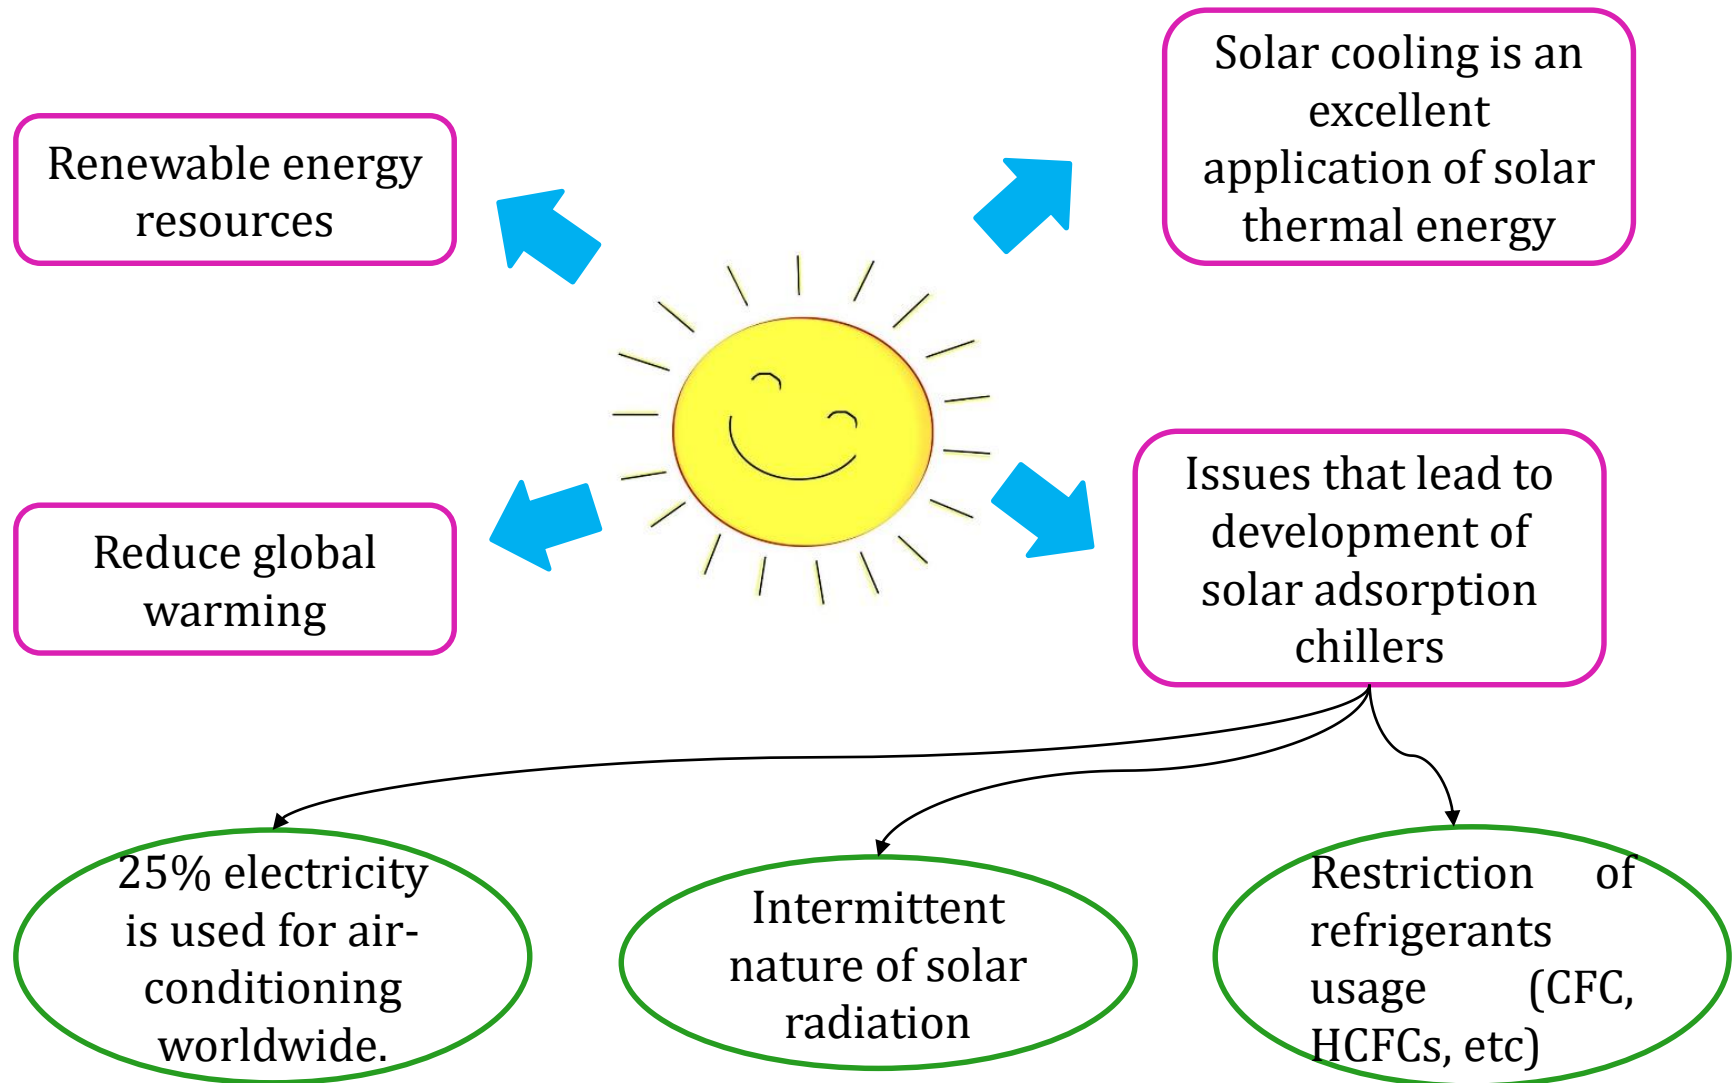 Renewable energy
resources
Solar cooling is an
excellent
application of solar
thermal energy
Reduce global
warming
Issues that lead to
development of
solar adsorption
chillers
25% electricity
is used for air-
conditioning
worldwide.
Intermittent
nature of solar
radiation
Restriction of
refrigerants
usage (CFC,
HCFCs, etc)